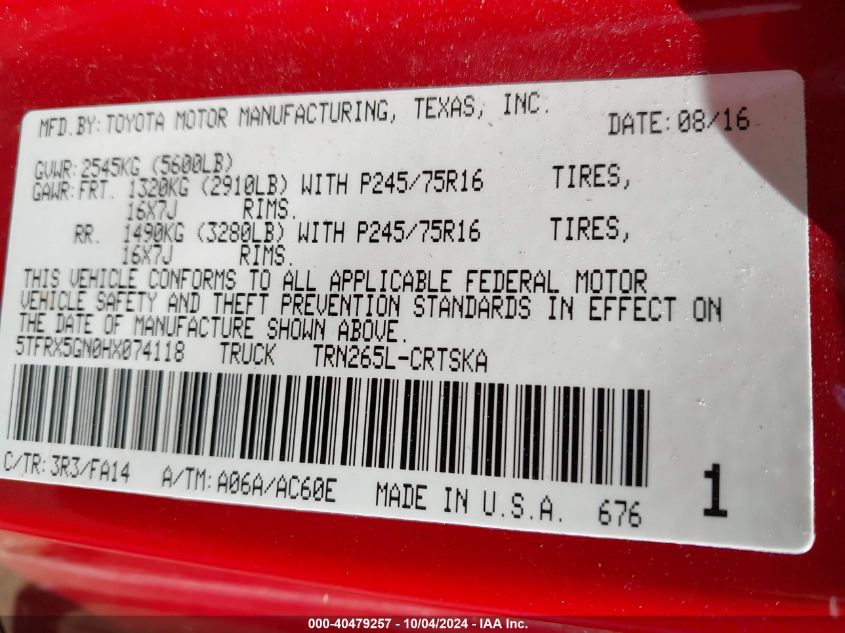 MFD.BY:TOYOTA MOTOR MANUFACTURING, TEXAS, INC.
DATE:08/16
GVWR:2545KG (5600LB)
GAWR:FRT. 1320KG (2910LB) WITH P245/75R16 TIRES,
16X7J RIMS.
RR. 1490KG (3280LB) WITH P245/75R16 TIRES,
16X7J RIMS.
THIS VEHICLE CONFORMS TO ALL APPLICABLE FEDERAL MOTOR
VEHICLE SAFETY AND THEFT PREVENTION STANDARDS IN EFFECT ON
THE DATE OF MANUFACTURE SHOWN ABOVE.
5TFRX5GN0HX074118 TRUCK TRN265L-CRTSKA
C/TR:3R3/FA14 A/TM:A06A/AC60E MADE IN U.S.A. 676 1
000-40479257 - 10/04/2024 - IAA Inc.